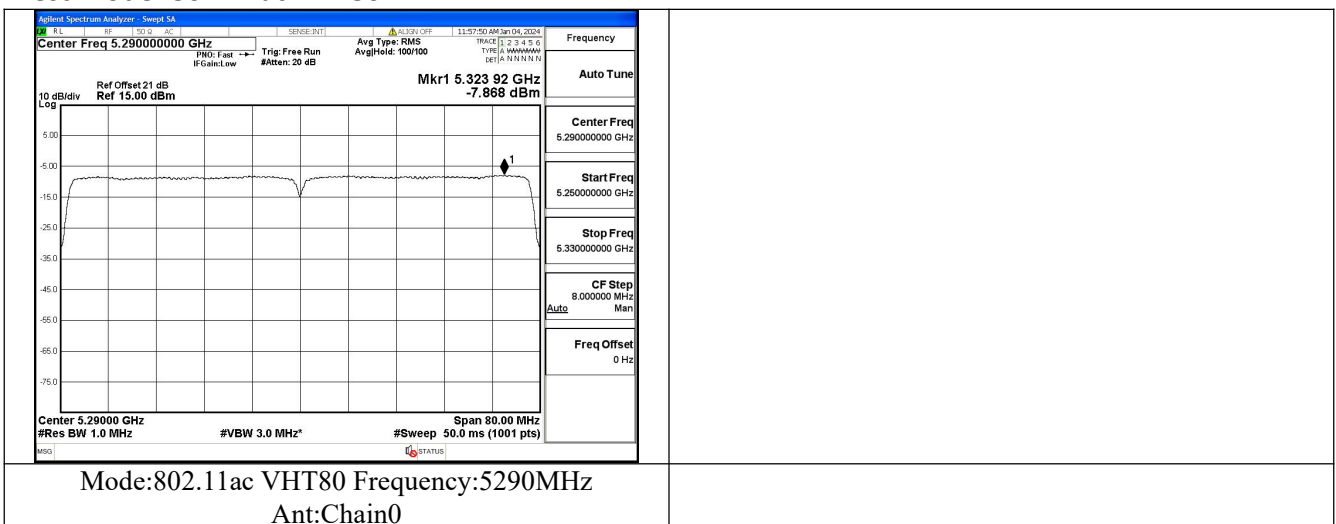 Agilent Spectrum Analyzer - Swept SA
RL RF 50 Ω AC SENSE:INT ALIGN OFF 11:57:50 AM Jan 04, 2024
Center Freq 5.290000000 GHz
PNO: Fast
IFGain:Low
Trig: Free Run
#Atten: 20 dB
Avg Type: RMS
Avg|Hold: 100/100
TRACE 1 2 3 4 5 6
TYPE A WWWWW
DET A N N N N N
Ref Offset 21 dB
10 dB/div Ref 15.00 dBm
Log
Mkr1 5.323 92 GHz
-7.868 dBm
5.00
-5.00
-15.0
-25.0
-35.0
-45.0
-55.0
-65.0
-75.0
1
Center 5.29000 GHz Span 80.00 MHz
#Res BW 1.0 MHz #VBW 3.0 MHz* #Sweep 50.0 ms (1001 pts)
MSG STATUS
Frequency
Auto Tune
Center Freq
5.290000000 GHz
Start Freq
5.250000000 GHz
Stop Freq
5.330000000 GHz
CF Step
8.000000 MHz
Auto Man
Freq Offset
0 Hz
Mode:802.11ac VHT80 Frequency:5290MHz
Ant:Chain0